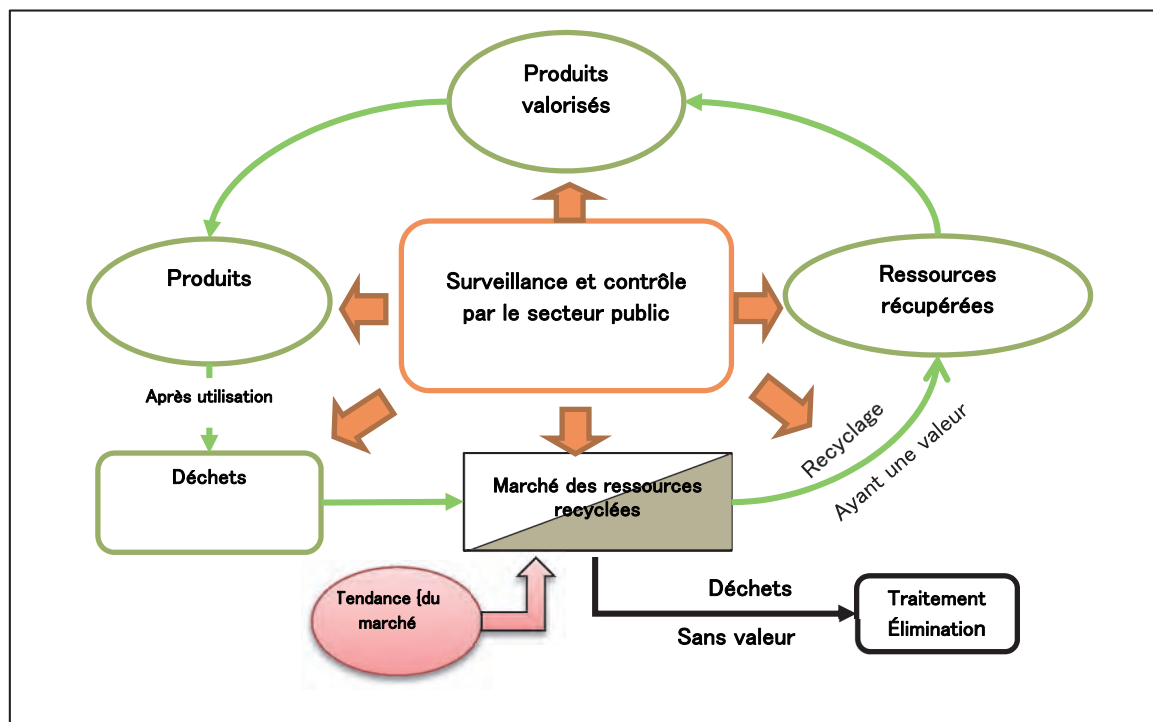 Produits
valorisés
Produits
Surveillance et contrôle
par le secteur public
Ressources
récupérées
Après utilisation
Recyclage
Ayant une valeur
Déchets
Marché des ressources
recyclées
Tendance {du
marché
Déchets
Sans valeur
Traitement
Élimination